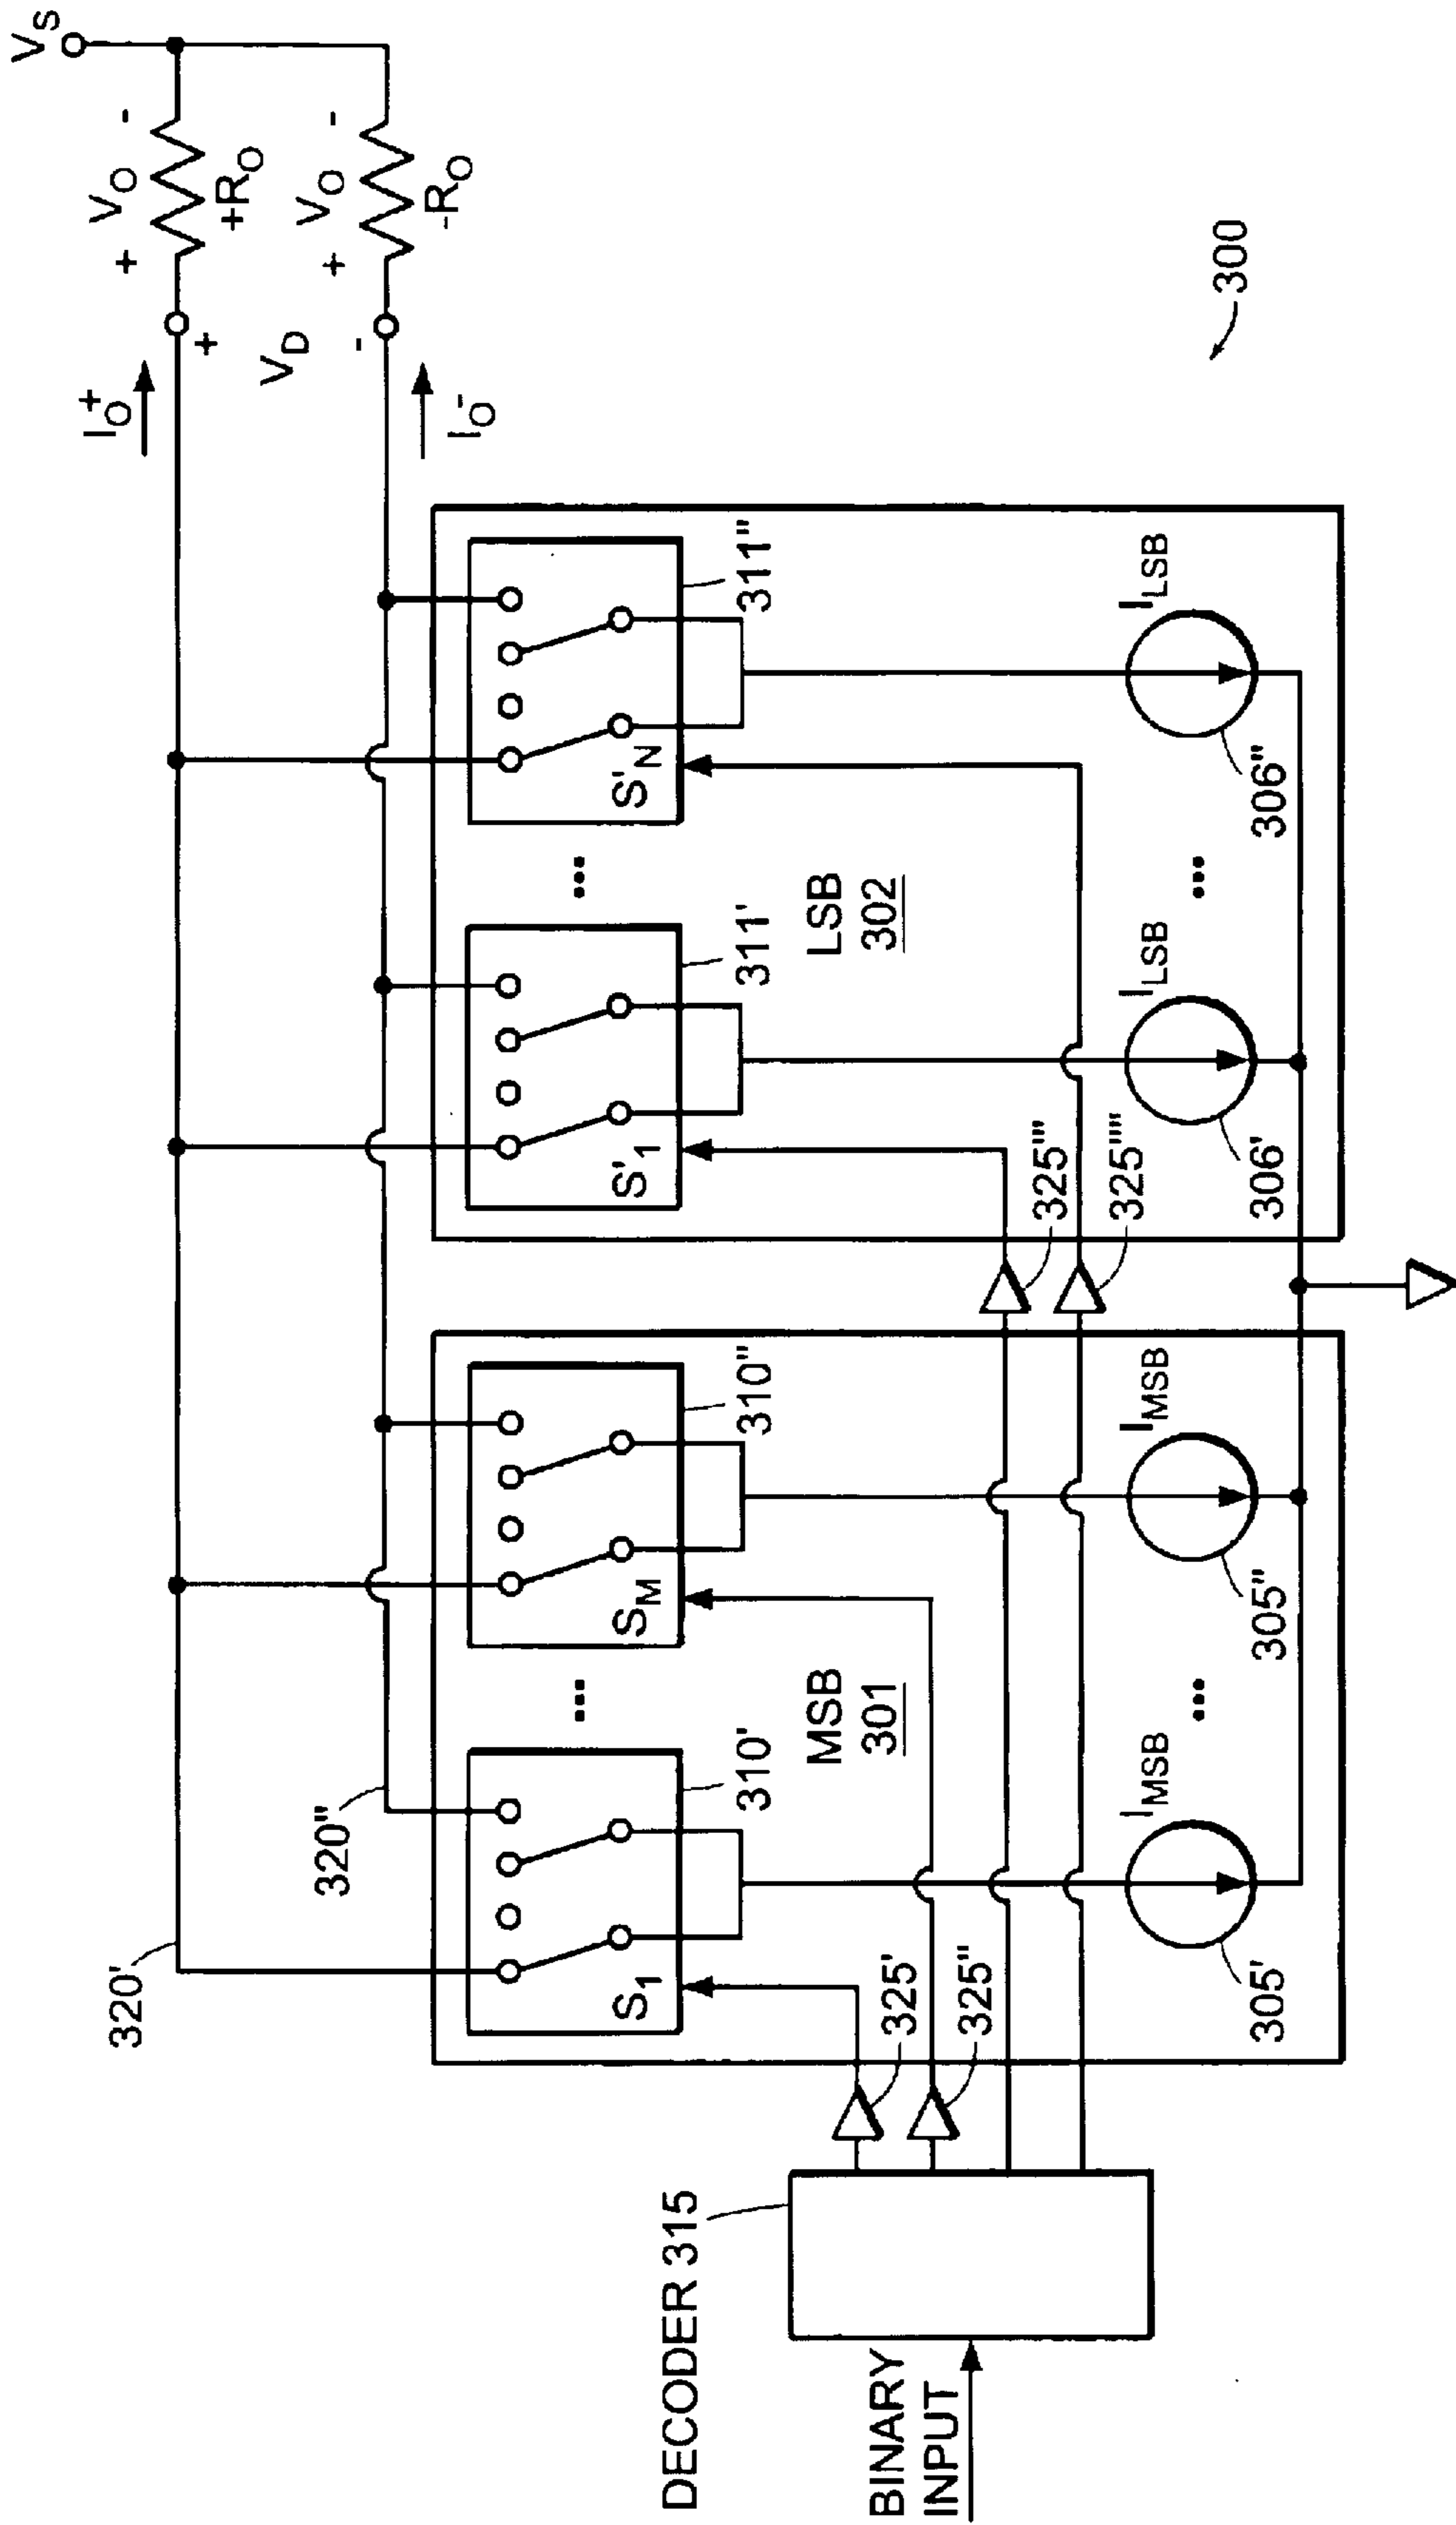 V_S
+ V_O -
+R_O
+ V_O -
-R_O
I_O^+
+
V_D
-
I_O^-
300
320'
320"
S_1
310'
...
S_M
310"
S'_1
311'
...
S'_N
311"
MSB
301
LSB
302
DECODER 315
BINARY
INPUT
325'
325"
325'''
325''''
I_MSB
305'
...
I_MSB
305"
I_LSB
306'
...
I_LSB
306"